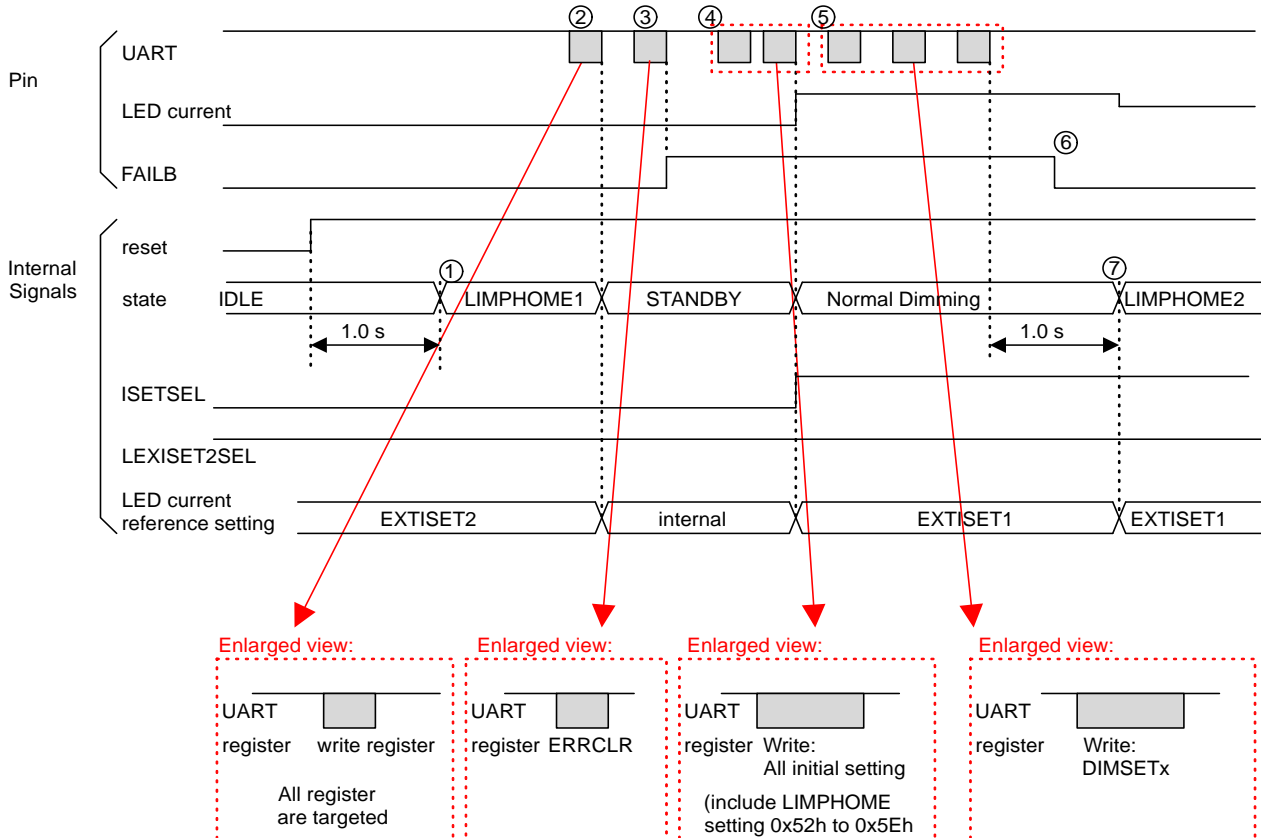 ② ③ ④ ⑤
Pin
UART
LED current
FAILB
⑥
Internal
Signals
reset
state
IDLE
①
LIMPHOME1
STANDBY
Normal Dimming
⑦
LIMPHOME2
1.0 s
1.0 s
ISETSEL
LEXISET2SEL
LED current
reference setting
EXTISET2
internal
EXTISET1
EXTISET1
Enlarged view:
UART
register write register
All register
are targeted
Enlarged view:
UART
register ERRCLR
Enlarged view:
UART
register Write:
All initial setting
(include LIMPHOME
setting 0x52h to 0x5Eh
Enlarged view:
UART
register Write:
DIMSETx